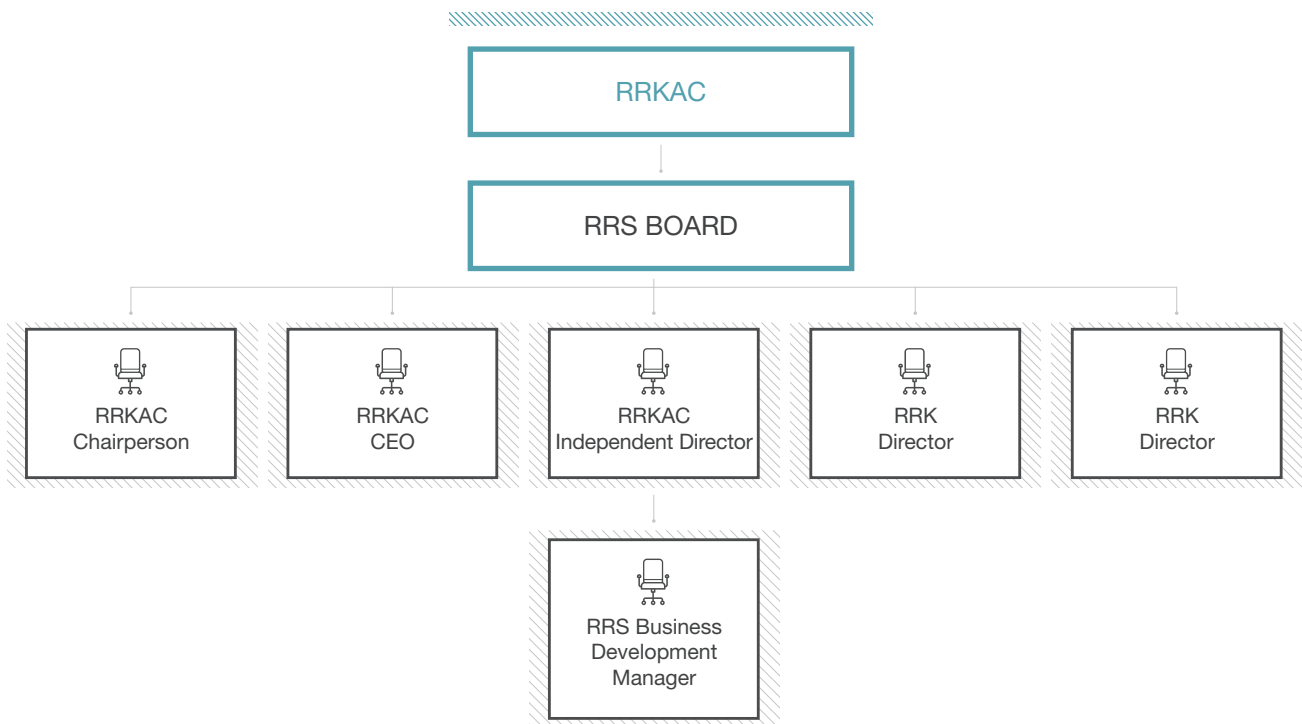 RRKAC
RRS BOARD
RRKAC
Chairperson
RRKAC
CEO
RRKAC
Independent Director
RRK
Director
RRK
Director
RRS Business
Development
Manager